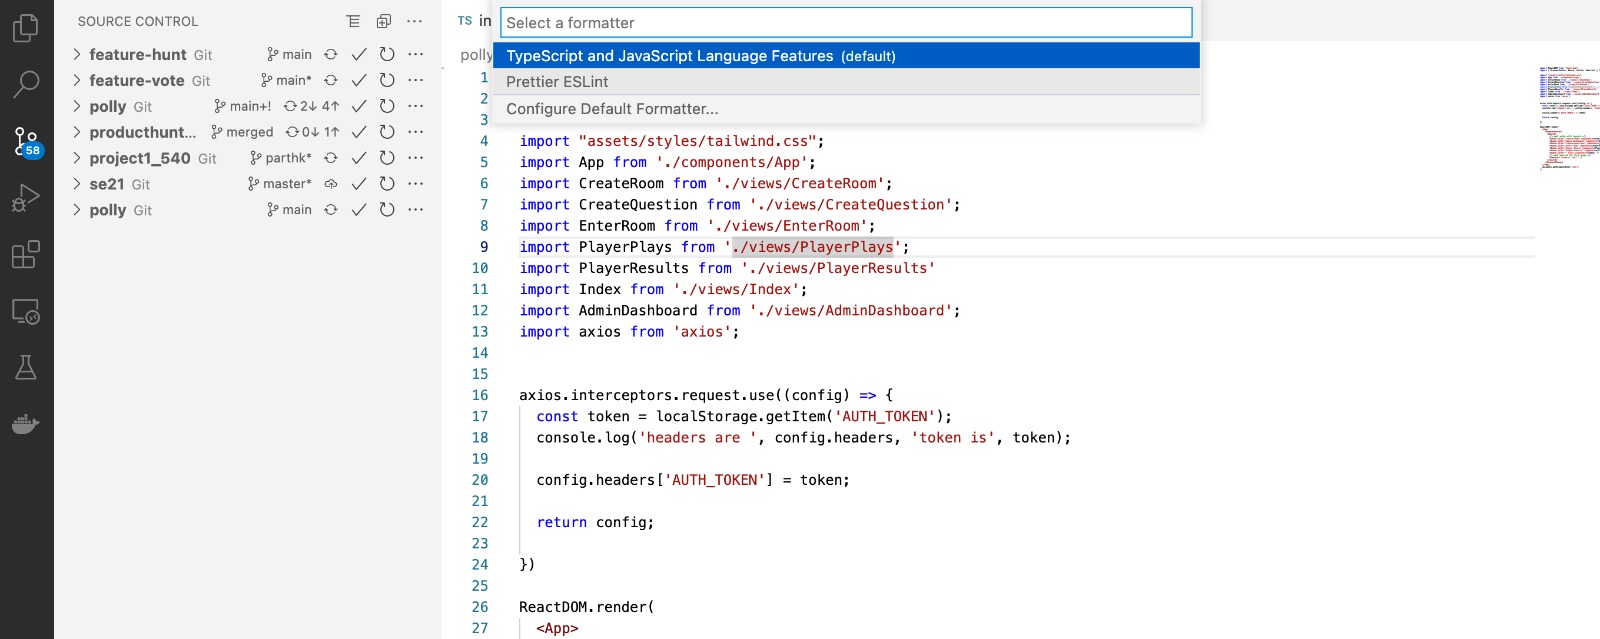 SOURCE CONTROL
feature-hunt Git main
feature-vote Git main*
polly Git main+! 2↓ 4↑
producthunt... merged 0↓ 1↑
project1_540 Git parthk*
se21 Git master*
polly Git main
58
TS in
polly
Select a formatter
TypeScript and JavaScript Language Features (default)
Prettier ESLint
Configure Default Formatter...
1
2
3
4 import "assets/styles/tailwind.css";
5 import App from './components/App';
6 import CreateRoom from './views/CreateRoom';
7 import CreateQuestion from './views/CreateQuestion';
8 import EnterRoom from './views/EnterRoom';
9 import PlayerPlays from './views/PlayerPlays';
10 import PlayerResults from './views/PlayerResults'
11 import Index from './views/Index';
12 import AdminDashboard from './views/AdminDashboard';
13 import axios from 'axios';
14
15
16 axios.interceptors.request.use((config) => {
17 const token = localStorage.getItem('AUTH_TOKEN');
18 console.log('headers are ', config.headers, 'token is', token);
19
20 config.headers['AUTH_TOKEN'] = token;
21
22 return config;
23
24 })
25
26 ReactDOM.render(
27 <App>